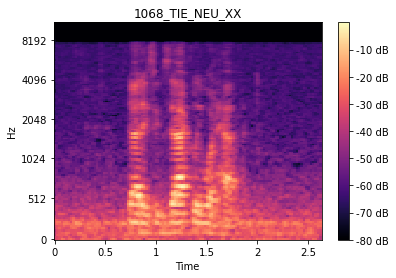 1068_TIE_NEU_XX
8192
4096
2048
1024
512
0
Hz
0
0.5
1
1.5
2
2.5
Time
-10 dB
-20 dB
-30 dB
-40 dB
-50 dB
-60 dB
-70 dB
-80 dB